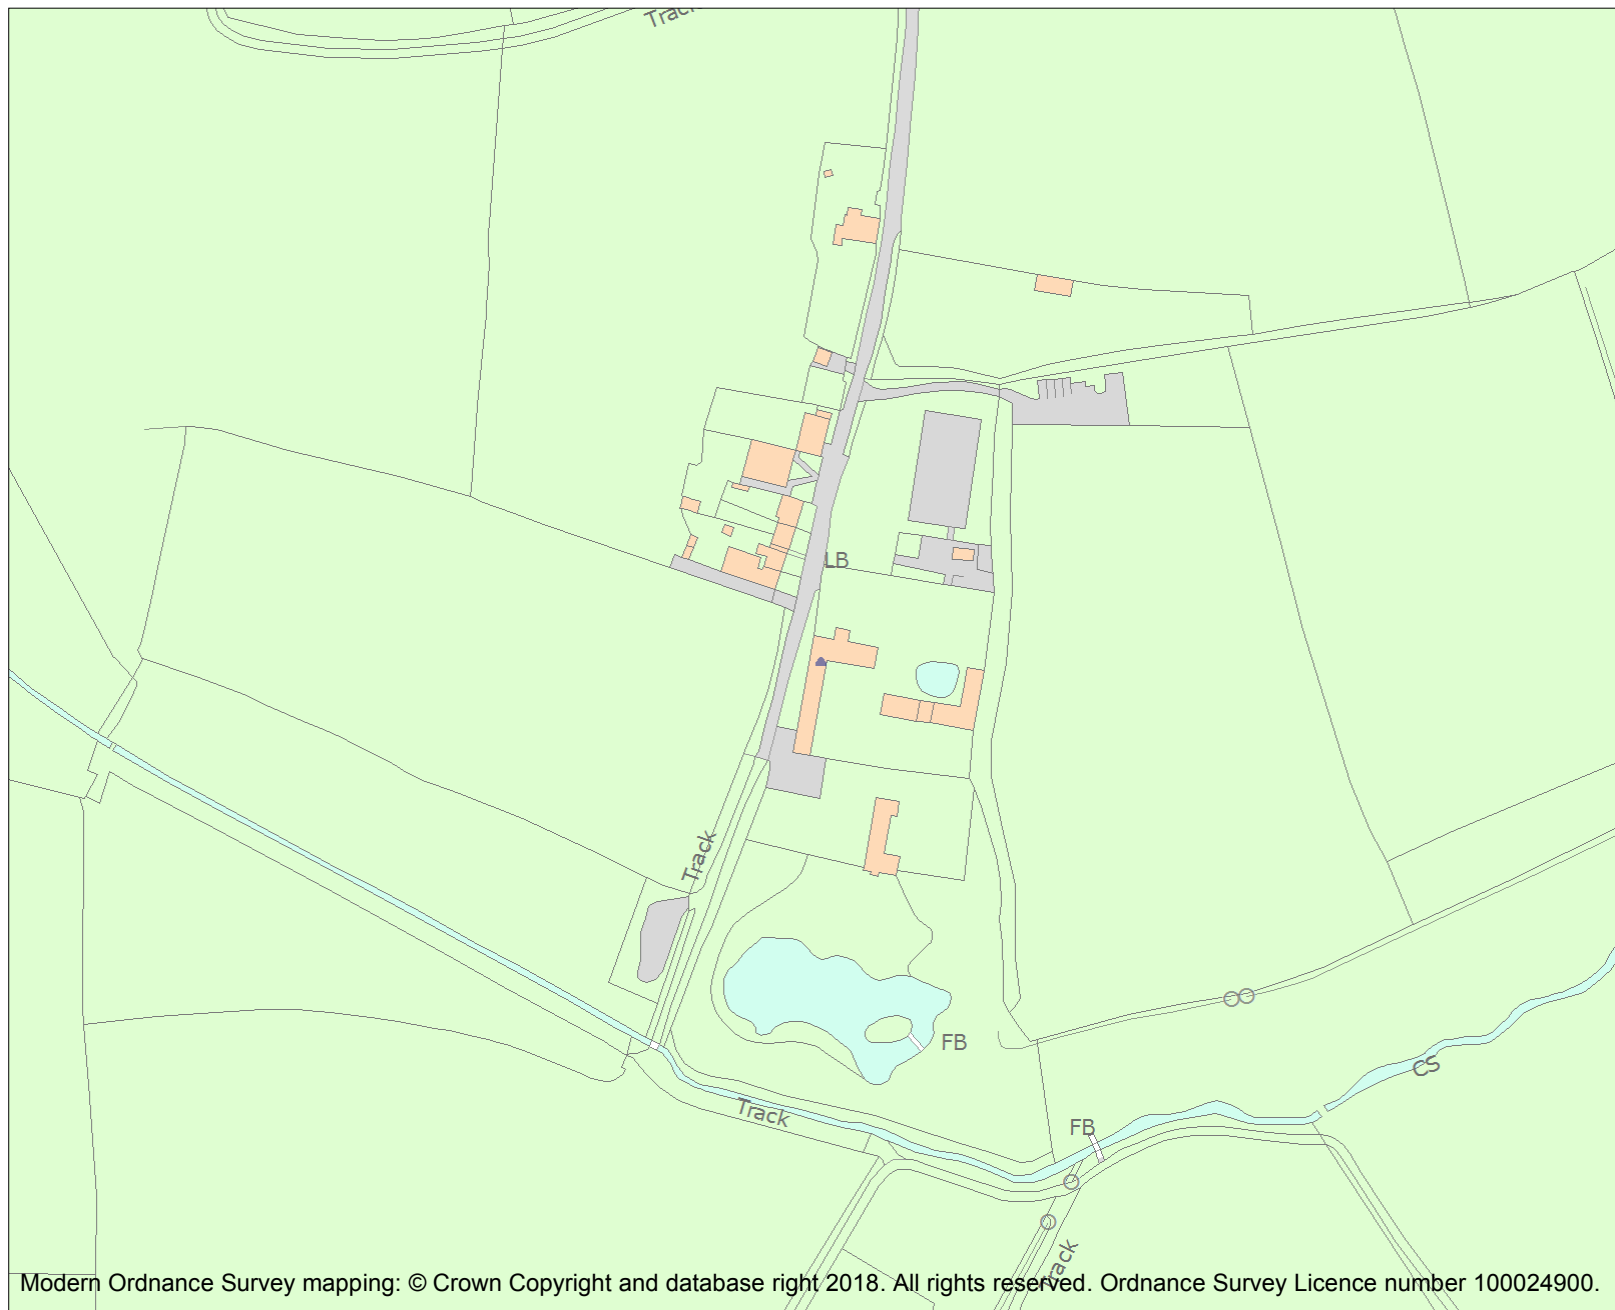 Track
LB
Track
FB
CS
Track
FB
Track
Modern Ordnance Survey mapping: © Crown Copyright and database right 2018. All rights reserved. Ordnance Survey Licence number 100024900.